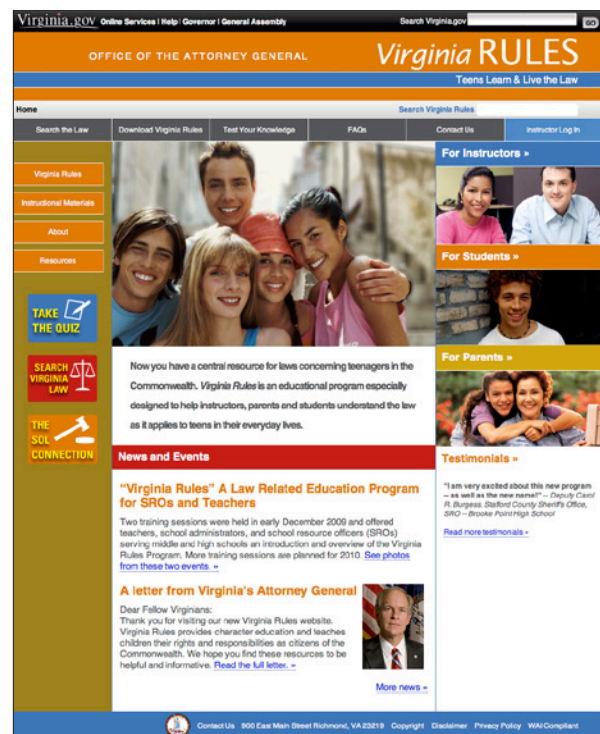 Virginia.gov Online Services | Help | Governor | General Assembly Search Virginia.gov GO
OFFICE OF THE ATTORNEY GENERAL
Virginia RULES
Teens Learn & Live the Law
Home Search Virginia Rules
Search the Law Download Virginia Rules Test Your Knowledge FAQs Contact Us Instructor Log In
Virginia Rules
Instructional Materials
About
Resources
TAKE
THE QUIZ
SEARCH
VIRGINIA
LAW
THE
SOL
CONNECTION
Now you have a central resource for laws concerning teenagers in the
Commonwealth. Virginia Rules is an educational program especially
designed to help instructors, parents and students understand the law
as it applies to teens in their everyday lives.
News and Events
“Virginia Rules” A Law Related Education Program
for SROs and Teachers
Two training sessions were held in early December 2009 and offered
teachers, school administrators, and school resource officers (SROs)
serving middle and high schools an introduction and overview of the Virginia
Rules Program. More training sessions are planned for 2010. See photos
from these two events. »
A letter from Virginia's Attorney General
Dear Fellow Virginians:
Thank you for visiting our new Virginia Rules website.
Virginia Rules provides character education and teaches
children their rights and responsibilities as citizens of the
Commonwealth. We hope you find these resources to be
helpful and informative. Read the full letter. »
More news »
For Instructors »
For Students »
For Parents »
Testimonials »
"I am very excited about this new program
– as well as the new name!" – Deputy Carol
R. Burgess, Stafford County Sheriff's Office,
SRO – Brooke Point High School
Read more testimonials »
Contact Us 900 East Main Street Richmond, VA 23219 Copyright Disclaimer Privacy Policy WAI Compliant